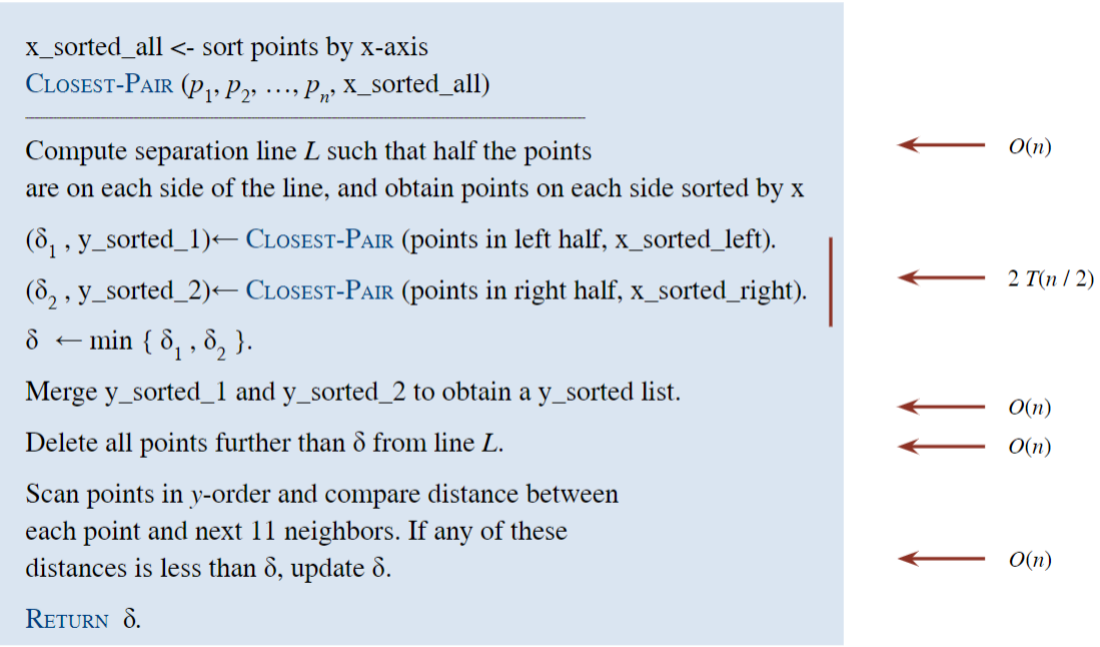 x_sorted_all <- sort points by x-axis
CLOSEST-PAIR (p₁, p₂, …, pₙ, x_sorted_all)
Compute separation line L such that half the points
O(n)
are on each side of the line, and obtain points on each side sorted by x
(δ₁ , y_sorted_1)← CLOSEST-PAIR (points in left half, x_sorted_left).
2 T(n / 2)
(δ₂ , y_sorted_2)← CLOSEST-PAIR (points in right half, x_sorted_right).
δ ← min { δ₁ , δ₂ }.
Merge y_sorted_1 and y_sorted_2 to obtain a y_sorted list.
O(n)
Delete all points further than δ from line L.
O(n)
Scan points in y-order and compare distance between
each point and next 11 neighbors. If any of these
O(n)
distances is less than δ, update δ.
RETURN δ.